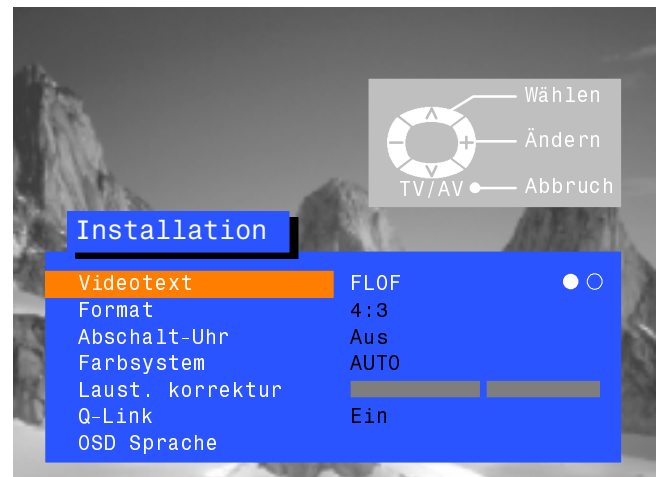 Wählen
Ändern
TV/AV Abbruch
Installation
Videotext FLOF
Format 4:3
Abschalt-Uhr Aus
Farbsystem AUTO
Laust. korrektur
Q-Link Ein
OSD Sprache